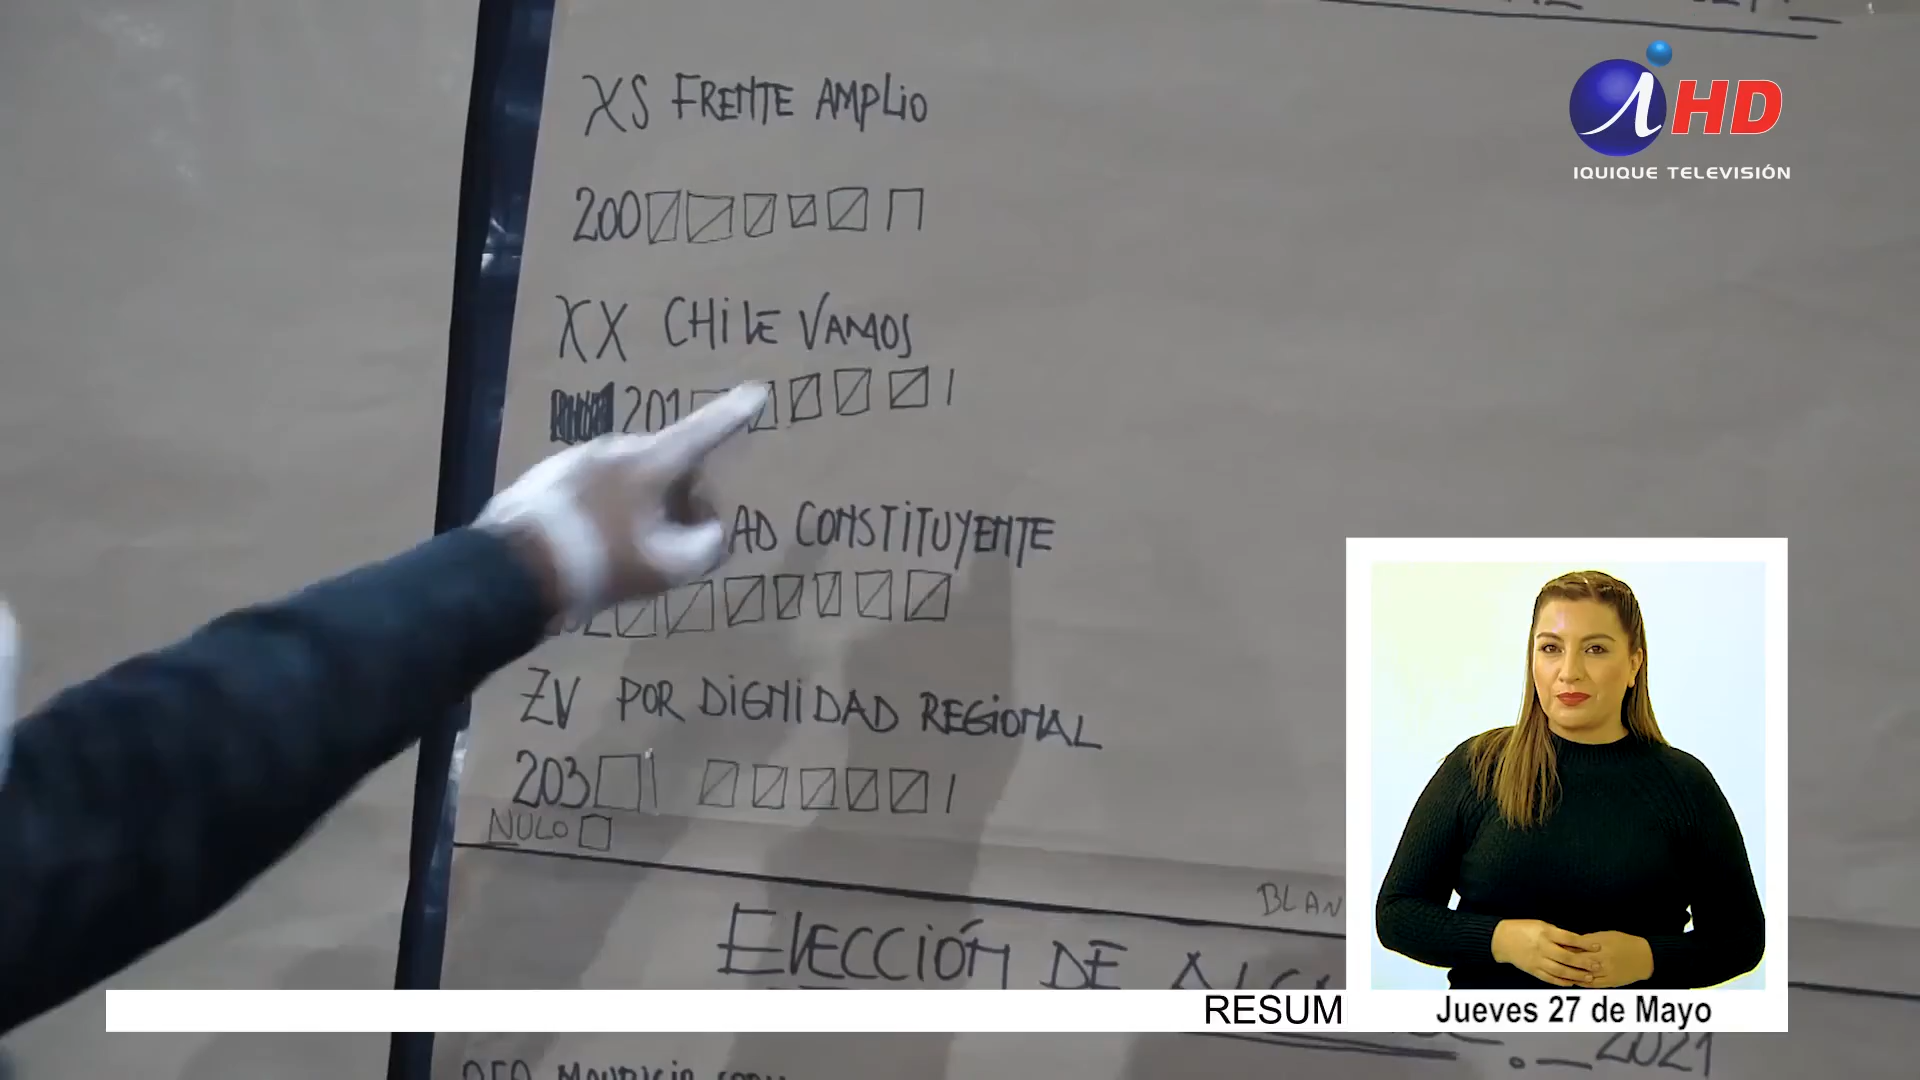 XS FRENTE AMPLIO
200
XX CHILE VAMOS
201
AD CONSTITUYENTE
ZV POR DIGNIDAD REGIONAL
203
NULO
BLAN
ELECCIÓN DE
2021
iHD
IQUIQUE TELEVISIÓN
RESUM
Jueves 27 de Mayo